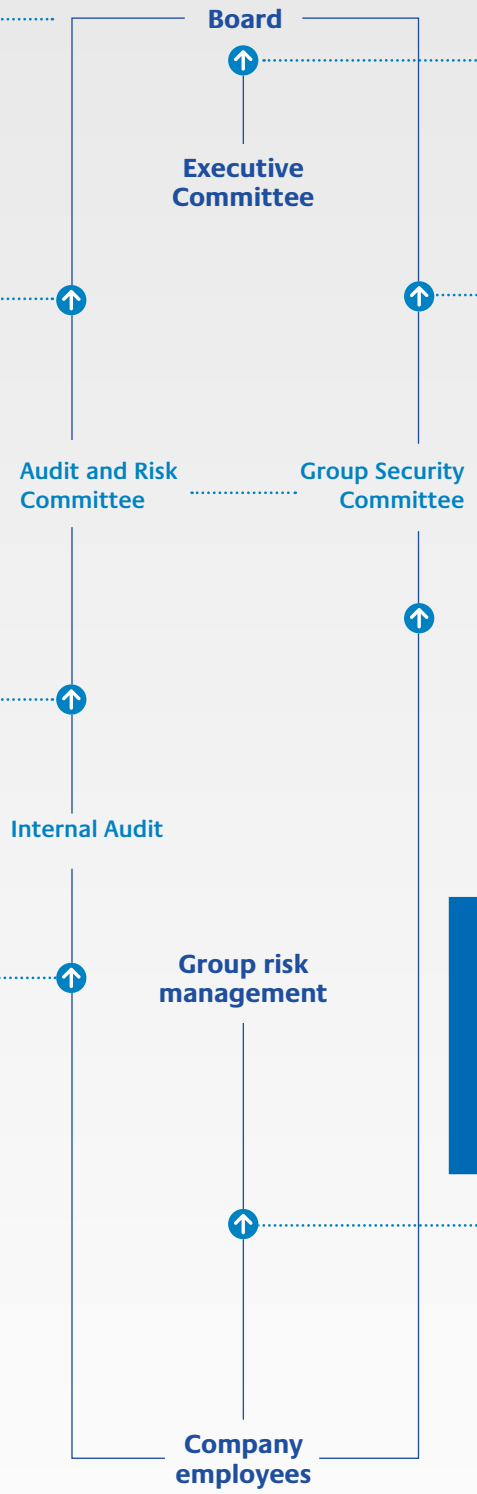 Board
Executive
Committee
Audit and Risk
Committee
Group Security
Committee
Internal Audit
Group risk
management
Company
employees